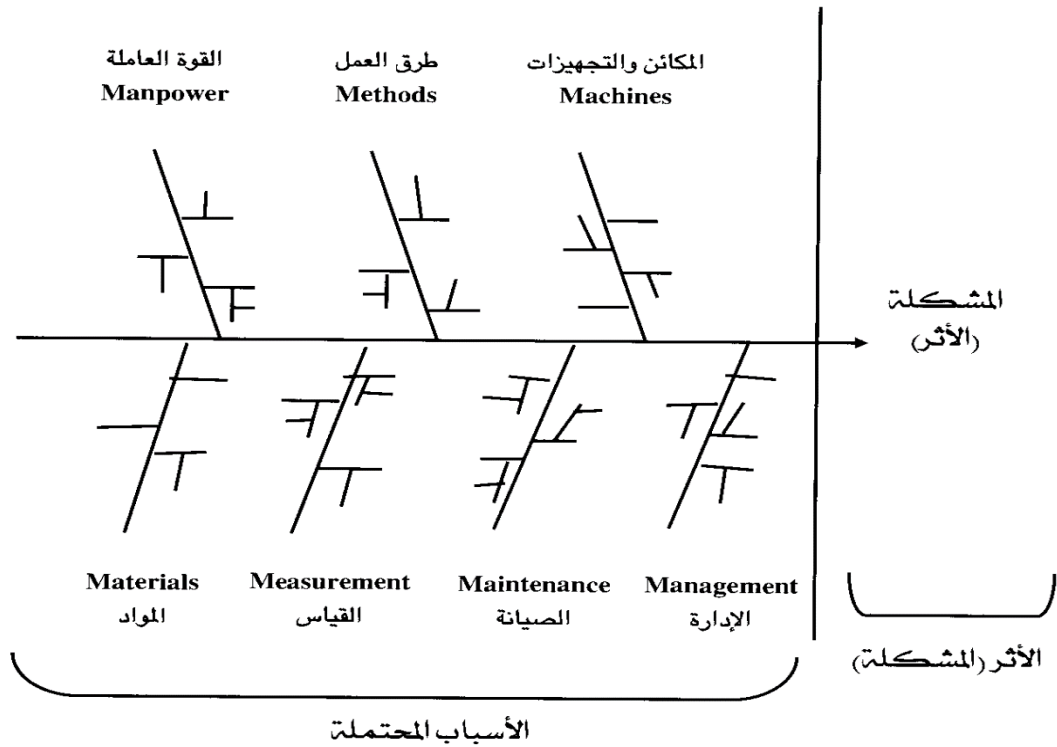 القوة العاملة
Manpower
طرق العمل
Methods
المكائن والتجهيزات
Machines
المشكلة
(الأثر)
Materials
المواد
Measurement
القياس
Maintenance
الصيانة
Management
الإدارة
الأثر (المشكلة)
الأسباب المحتملة